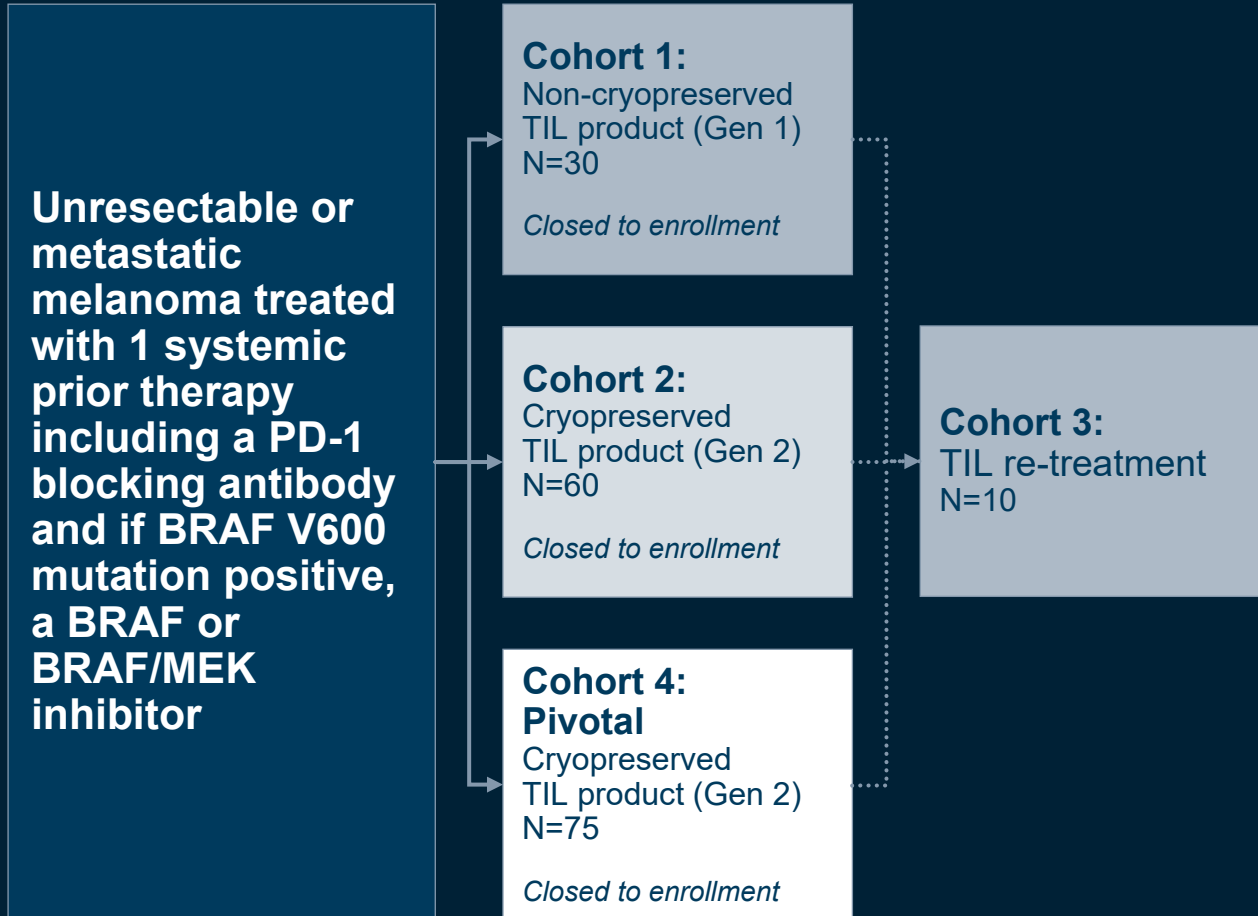 Unresectable or
metastatic
melanoma treated
with 1 systemic
prior therapy
including a PD-1
blocking antibody
and if BRAF V600
mutation positive,
a BRAF or
BRAF/MEK
inhibitor
Cohort 1:
Non-cryopreserved
TIL product (Gen 1)
N=30
Closed to enrollment
Cohort 2:
Cryopreserved
TIL product (Gen 2)
N=60
Closed to enrollment
Cohort 4:
Pivotal
Cryopreserved
TIL product (Gen 2)
N=75
Closed to enrollment
Cohort 3:
TIL re-treatment
N=10